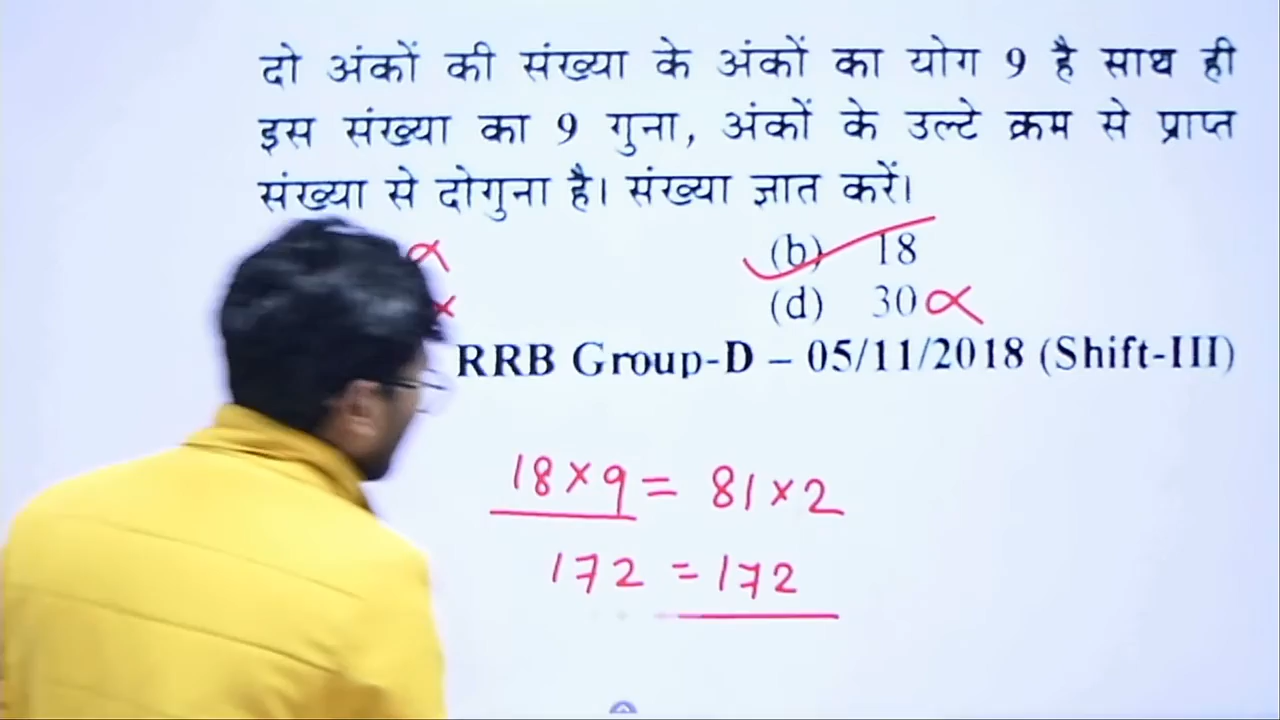 दो अंकों की संख्या के अंकों का योग 9 है साथ ही
इस संख्या का 9 गुना, अंकों के उल्टे क्रम से प्राप्त
संख्या से दोगुना है। संख्या ज्ञात करें।
(b) 18
(d) 30
RRB Group-D – 05/11/2018 (Shift-III)
18 × 9 = 81 × 2
172 = 172